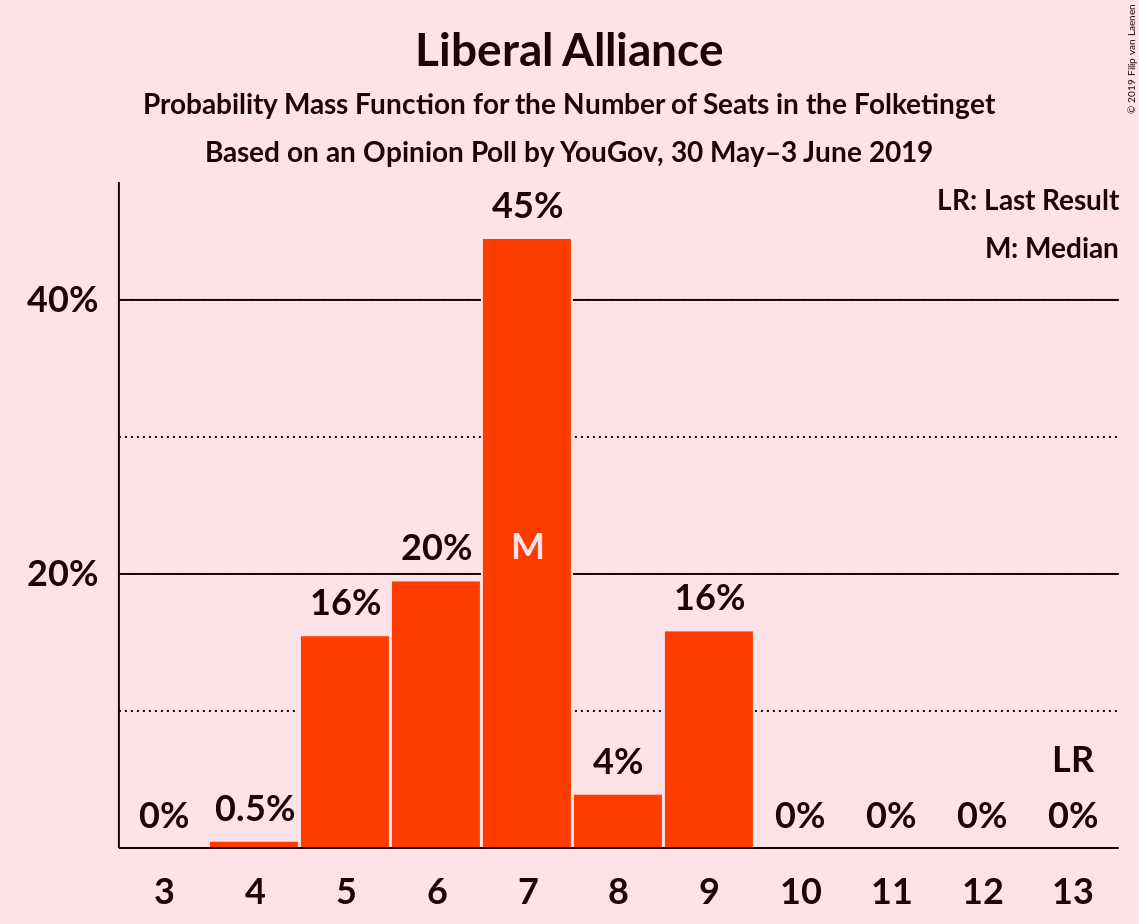 Liberal Alliance
Probability Mass Function for the Number of Seats in the Folketinget
Based on an Opinion Poll by YouGov, 30 May–3 June 2019
© 2019 Filip van Laenen
LR: Last Result
M: Median
45%
40%
20%
M
20%
16%
16%
4%
LR
0%
0.5%
0%
0%
0%
0%
3 4 5 6 7 8 9 10 11 12 13